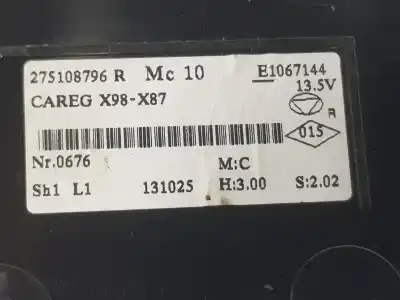 275108796 R Mc 10 E1067144
CAREG X98-X87 13.5V
R
015
Nr.0676 M:C
Sh1 L1 131025 H:3.00 S:2.02